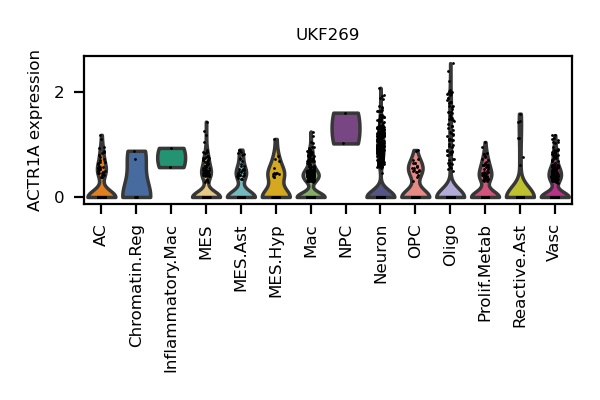 UKF269
ACTR1A expression
2
0
AC
Chromatin.Reg
Inflammatory.Mac
MES
MES.Ast
MES.Hyp
Mac
NPC
Neuron
OPC
Oligo
Prolif.Metab
Reactive.Ast
Vasc